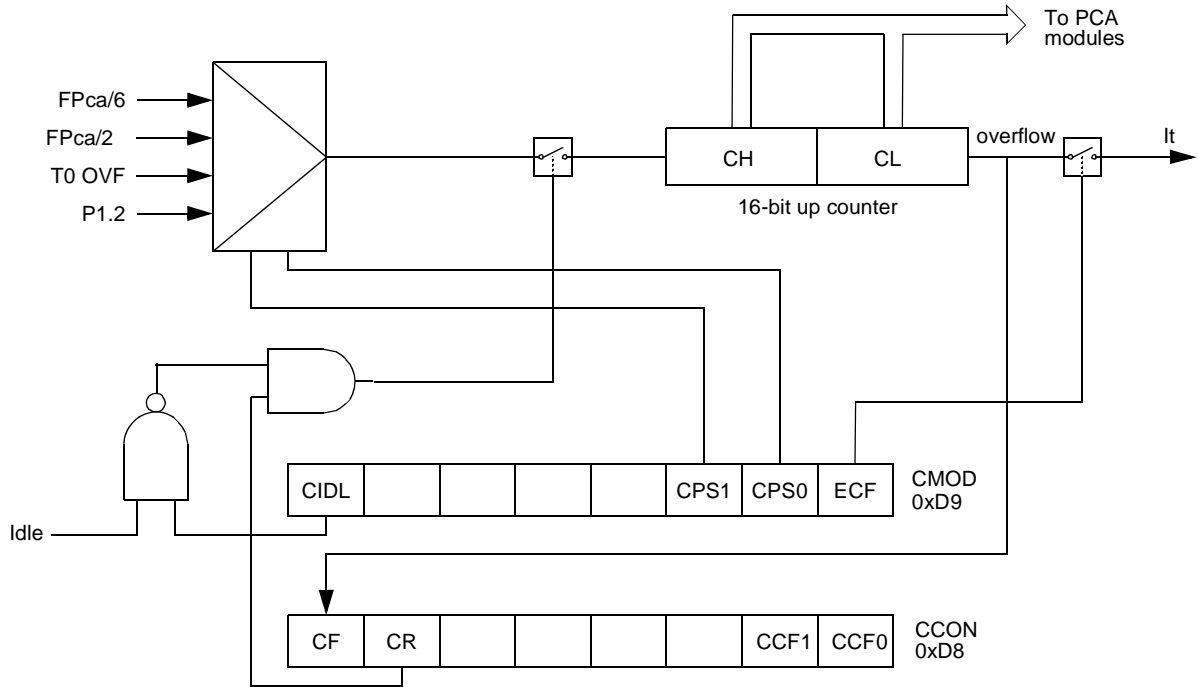 To PCA
modules
FPca/6
FPca/2
T0 OVF
P1.2
overflow
It
CH
CL
16-bit up counter
CIDL
CPS1
CPS0
ECF
CMOD
0xD9
Idle
CF
CR
CCF1
CCF0
CCON
0xD8